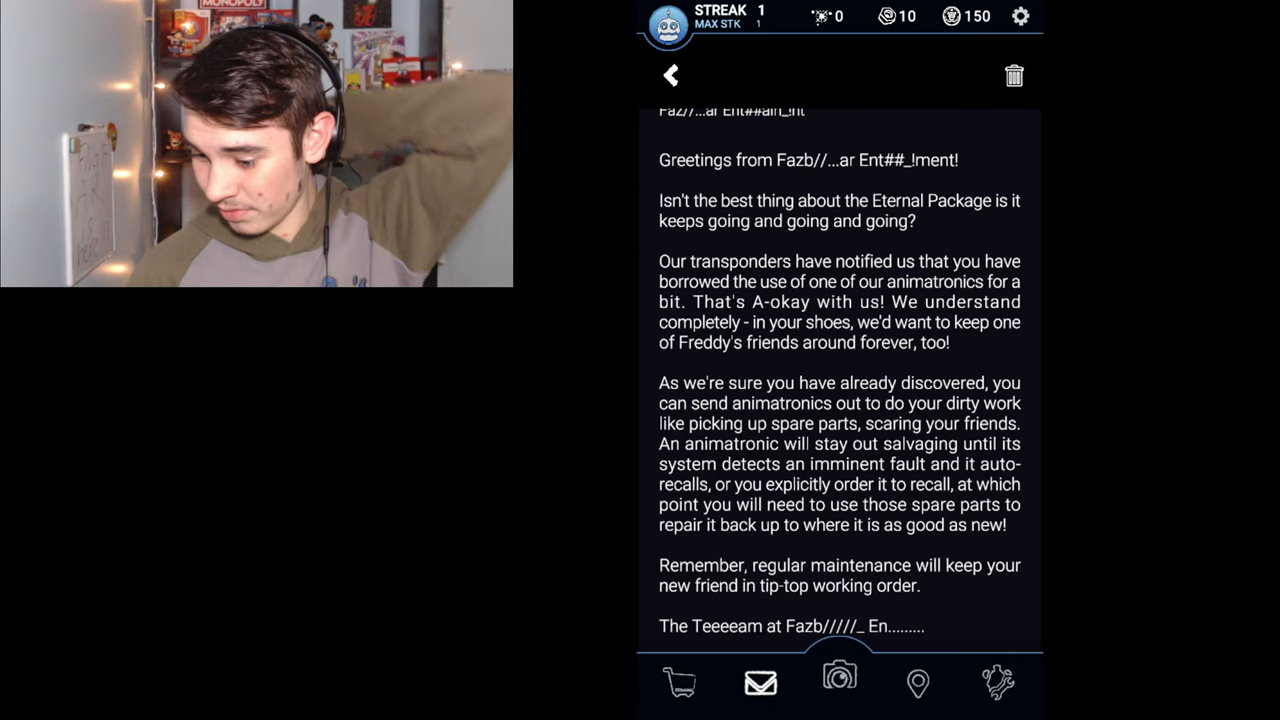 MONOPOLY
STREAK 1
MAX STK 1
0
10
150
Faz//...ar Ent##ain_!nt
Greetings from Fazb//...ar Ent##_!ment!
Isn't the best thing about the Eternal Package is it
keeps going and going and going?
Our transponders have notified us that you have
borrowed the use of one of our animatronics for a
bit. That's A-okay with us! We understand
completely - in your shoes, we'd want to keep one
of Freddy's friends around forever, too!
As we're sure you have already discovered, you
can send animatronics out to do your dirty work
like picking up spare parts, scaring your friends.
An animatronic will stay out salvaging until its
system detects an imminent fault and it auto-
recalls, or you explicitly order it to recall, at which
point you will need to use those spare parts to
repair it back up to where it is as good as new!
Remember, regular maintenance will keep your
new friend in tip-top working order.
The Teeeeam at Fazb/////_ En.........